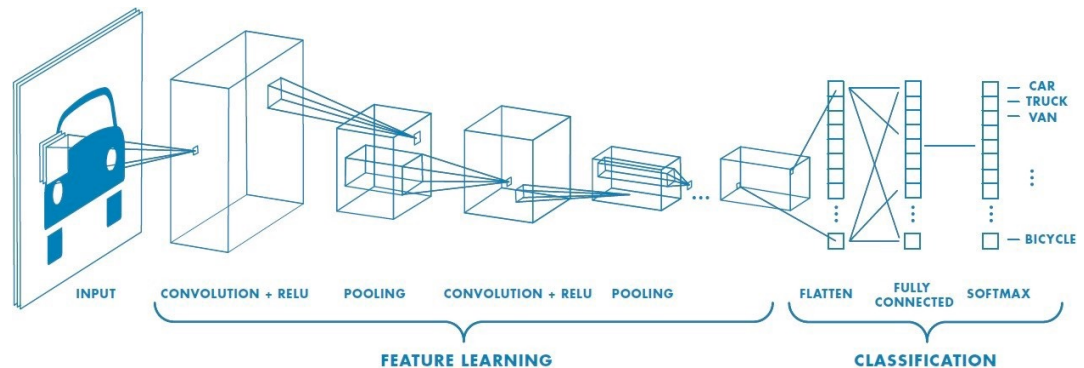 CAR
TRUCK
VAN
BICYCLE
INPUT
CONVOLUTION + RELU
POOLING
CONVOLUTION + RELU
POOLING
FLATTEN
FULLY
CONNECTED
SOFTMAX
FEATURE LEARNING
CLASSIFICATION